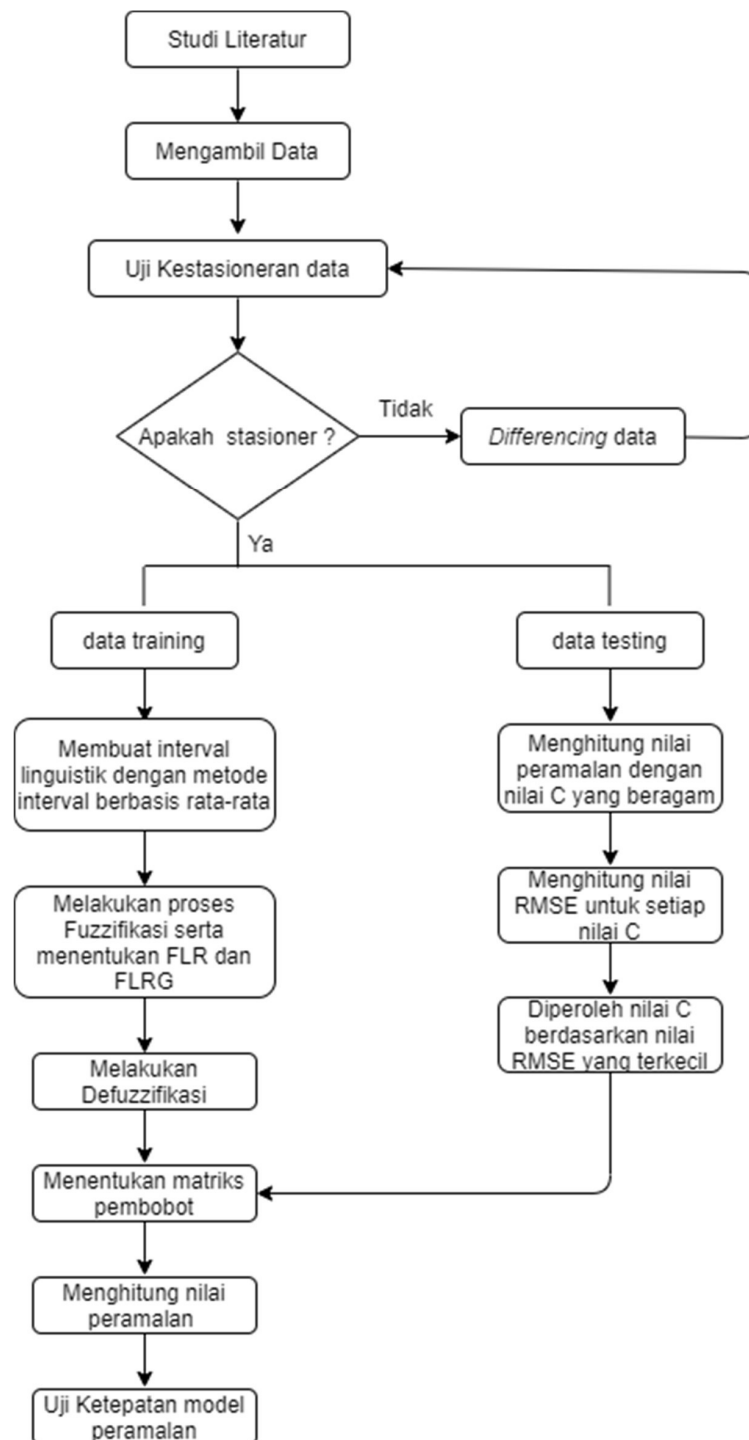 Studi Literatur
Mengambil Data
Uji Kestasioneran data
Apakah stasioner ?
Tidak
Differencing data
Ya
data training
Membuat interval
linguistik dengan metode
interval berbasis rata-rata
Melakukan proses
Fuzzifikasi serta
menentukan FLR dan
FLRG
Melakukan
Defuzzifikasi
Menentukan matriks
pembobot
Menghitung nilai
peramalan
Uji Ketepatan model
peramalan
data testing
Menghitung nilai
peramalan dengan
nilai C yang beragam
Menghitung nilai
RMSE untuk setiap
nilai C
Diperoleh nilai C
berdasarkan nilai
RMSE yang terkecil